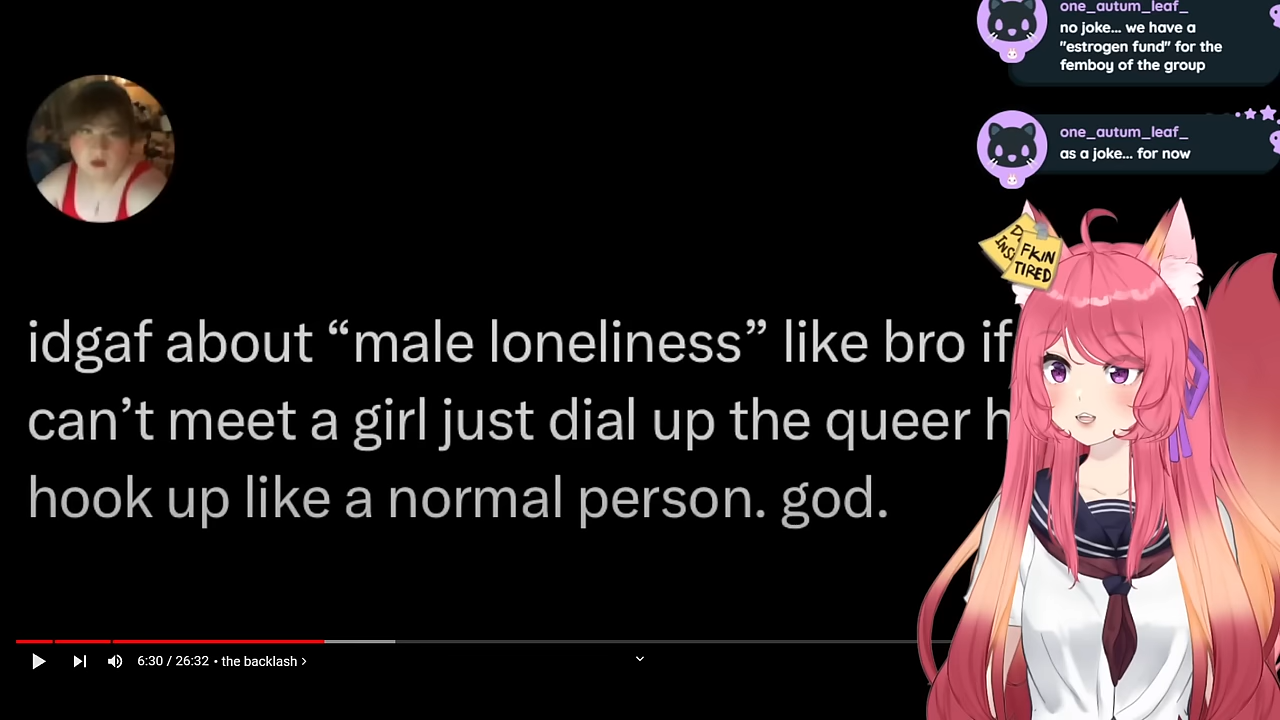 one_autum_leaf_
no joke... we have a
"estrogen fund" for the
femboy of the group
one_autum_leaf_
as a joke... for now
FKIN
TIRED
idgaf about “male loneliness” like bro if
can’t meet a girl just dial up the queer
hook up like a normal person. god.
6:30 / 26:32 • the backlash ›